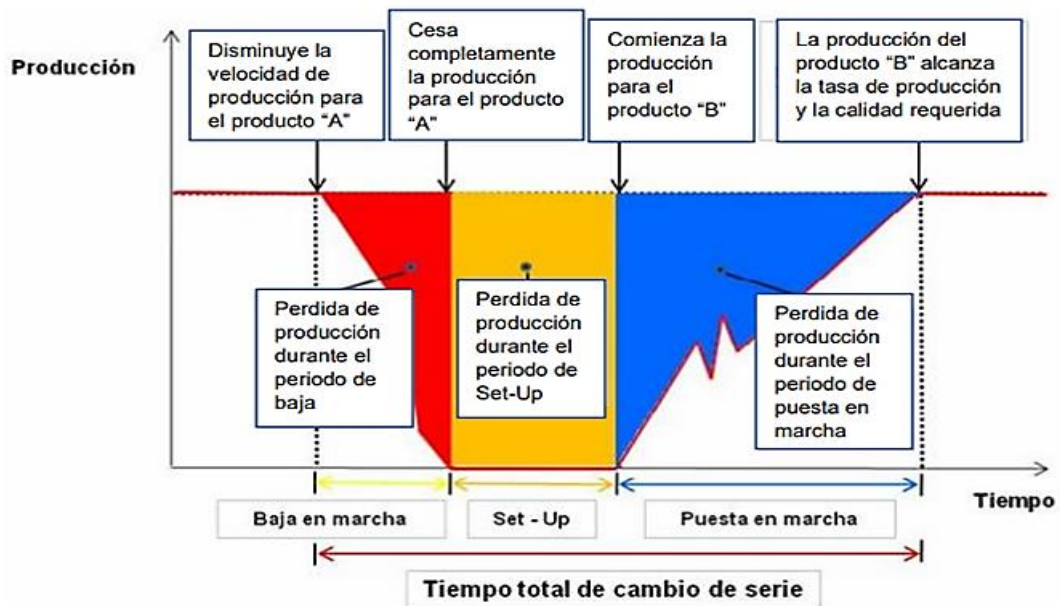 Producción
Disminuye la
velocidad de
producción para
el producto “A”
Cesa
completamente
la producción
para el producto
“A”
Comienza la
producción
para el
producto “B”
La producción del
producto “B” alcanza
la tasa de producción
y la calidad requerida
Perdida de
producción
durante el
periodo de
baja
Perdida de
producción
durante el
periodo de
Set-Up
Perdida de
producción
durante el
periodo de
puesta en
marcha
Tiempo
Baja en marcha
Set - Up
Puesta en marcha
Tiempo total de cambio de serie